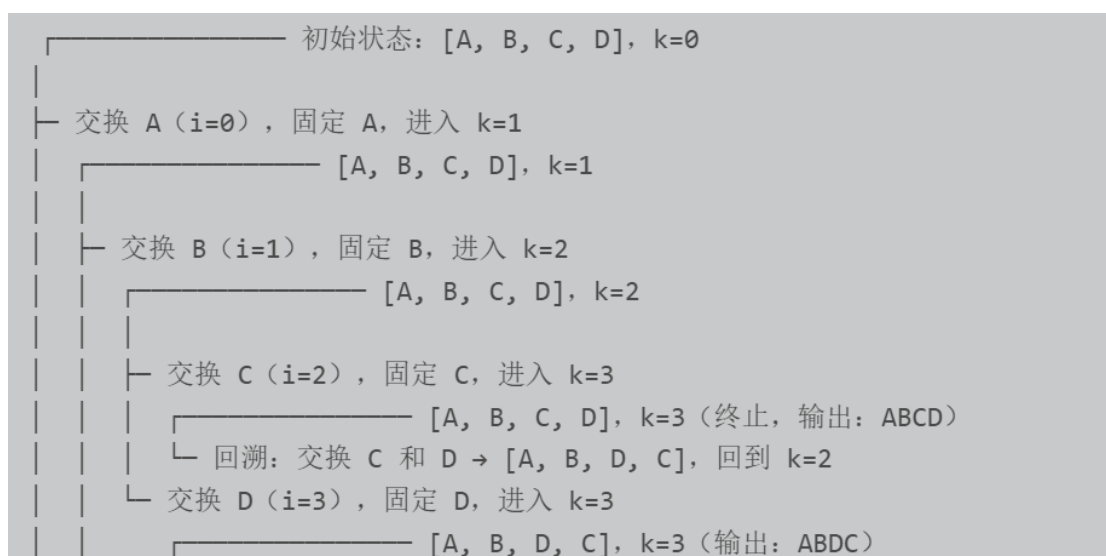 初始状态：[A, B, C, D]，k=0
交换 A（i=0），固定 A，进入 k=1
[A, B, C, D]，k=1
交换 B（i=1），固定 B，进入 k=2
[A, B, C, D]，k=2
交换 C（i=2），固定 C，进入 k=3
[A, B, C, D]，k=3（终止，输出：ABCD）
回溯：交换 C 和 D → [A, B, D, C]，回到 k=2
交换 D（i=3），固定 D，进入 k=3
[A, B, D, C]，k=3（输出：ABDC）